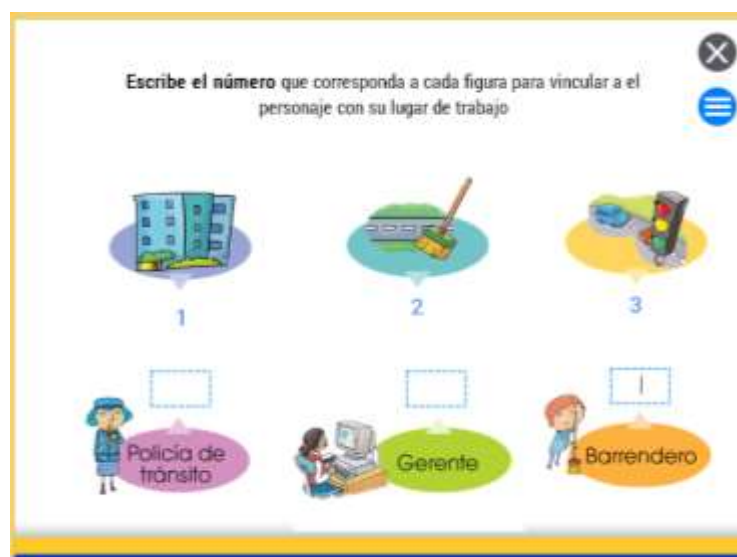 Escribe el número que corresponda a cada figura para vincular a el
personaje con su lugar de trabajo
1
2
3
Policía de
tránsito
Gerente
Barrendero